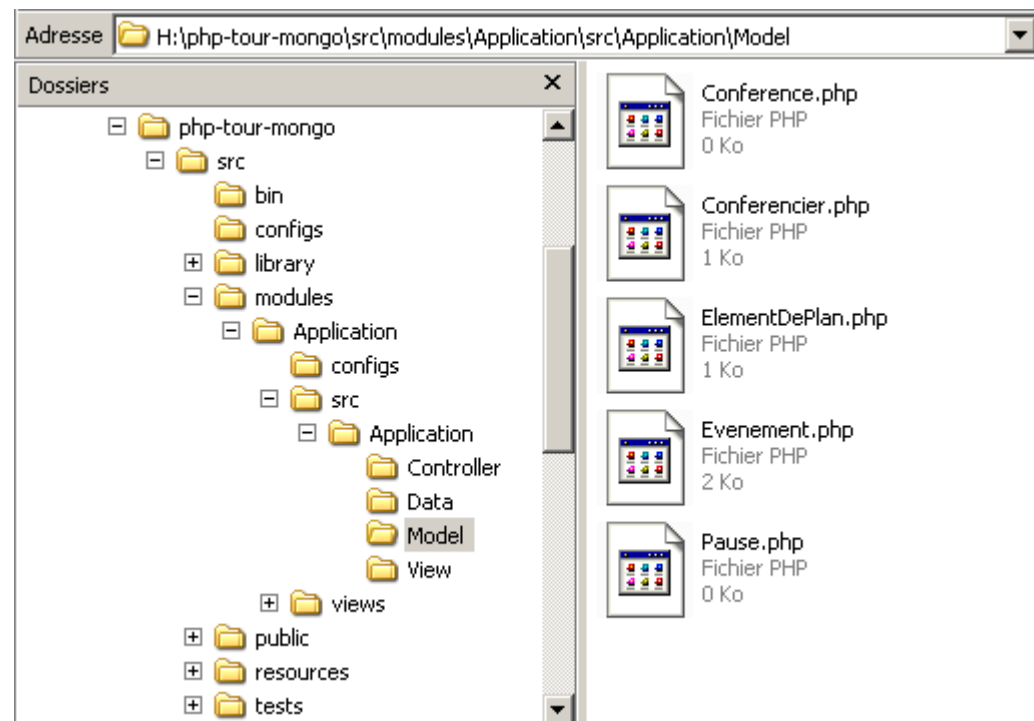 Adresse H:\php-tour-mongo\src\modules\Application\src\Application\Model
Dossiers
php-tour-mongo
src
bin
configs
library
modules
Application
configs
src
Application
Controller
Data
Model
View
views
public
resources
tests
Conference.php
Fichier PHP
0 Ko
Conferencier.php
Fichier PHP
1 Ko
ElementDePlan.php
Fichier PHP
1 Ko
Evenement.php
Fichier PHP
2 Ko
Pause.php
Fichier PHP
0 Ko